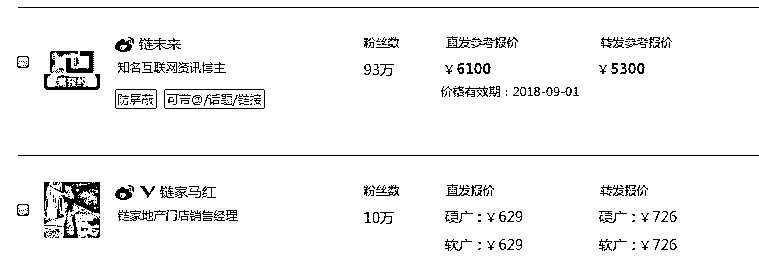 链未来 粉丝数 直发参考报价 转发参考报价
知名互联网资讯博主 93万 ￥6100 ￥5300
防屏蔽 可带@/话题/链接 价格有效期：2018-09-01
链家马红 粉丝数 直发报价 转发报价
链家地产门店销售经理 10万 硬广：￥629 硬广：￥726
软广：￥629 软广：￥726